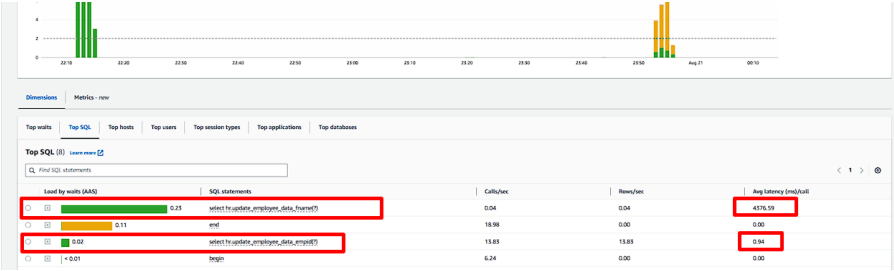 4
2
0
22:10 22:20 22:30 22:40 22:50 23:00 23:10 23:20 23:30 23:40 23:50 Aug 21 00:10
Dimensions Metrics - new
Top waits Top SQL Top hosts Top users Top session types Top applications Top databases
Top SQL (8) Learn more
Find SQL statements
1
Load by waits (AAS) SQL statements Calls/sec Rows/sec Avg latency (ms)/call
0.23 select hr.update_employee_data_fname(?) 0.04 0.04 4376.59
0.11 end 18.98 0.00 0.00
0.02 select hr.update_employee_data_empid(?) 13.83 13.83 0.94
< 0.01 begin 6.24 0.00 0.00